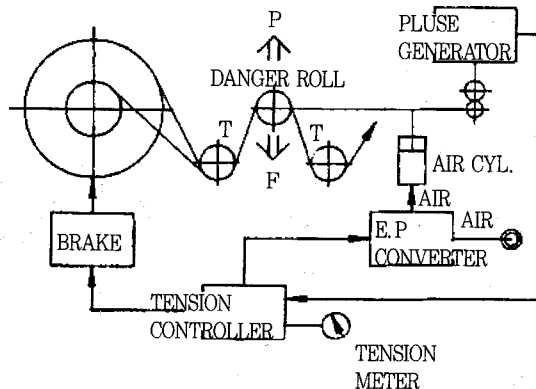 P
PLUSE
GENERATOR
DANGER ROLL
T
T
F
AIR CYL.
AIR
BRAKE
E.P
CONVERTER
AIR
TENSION
CONTROLLER
TENSION
METER